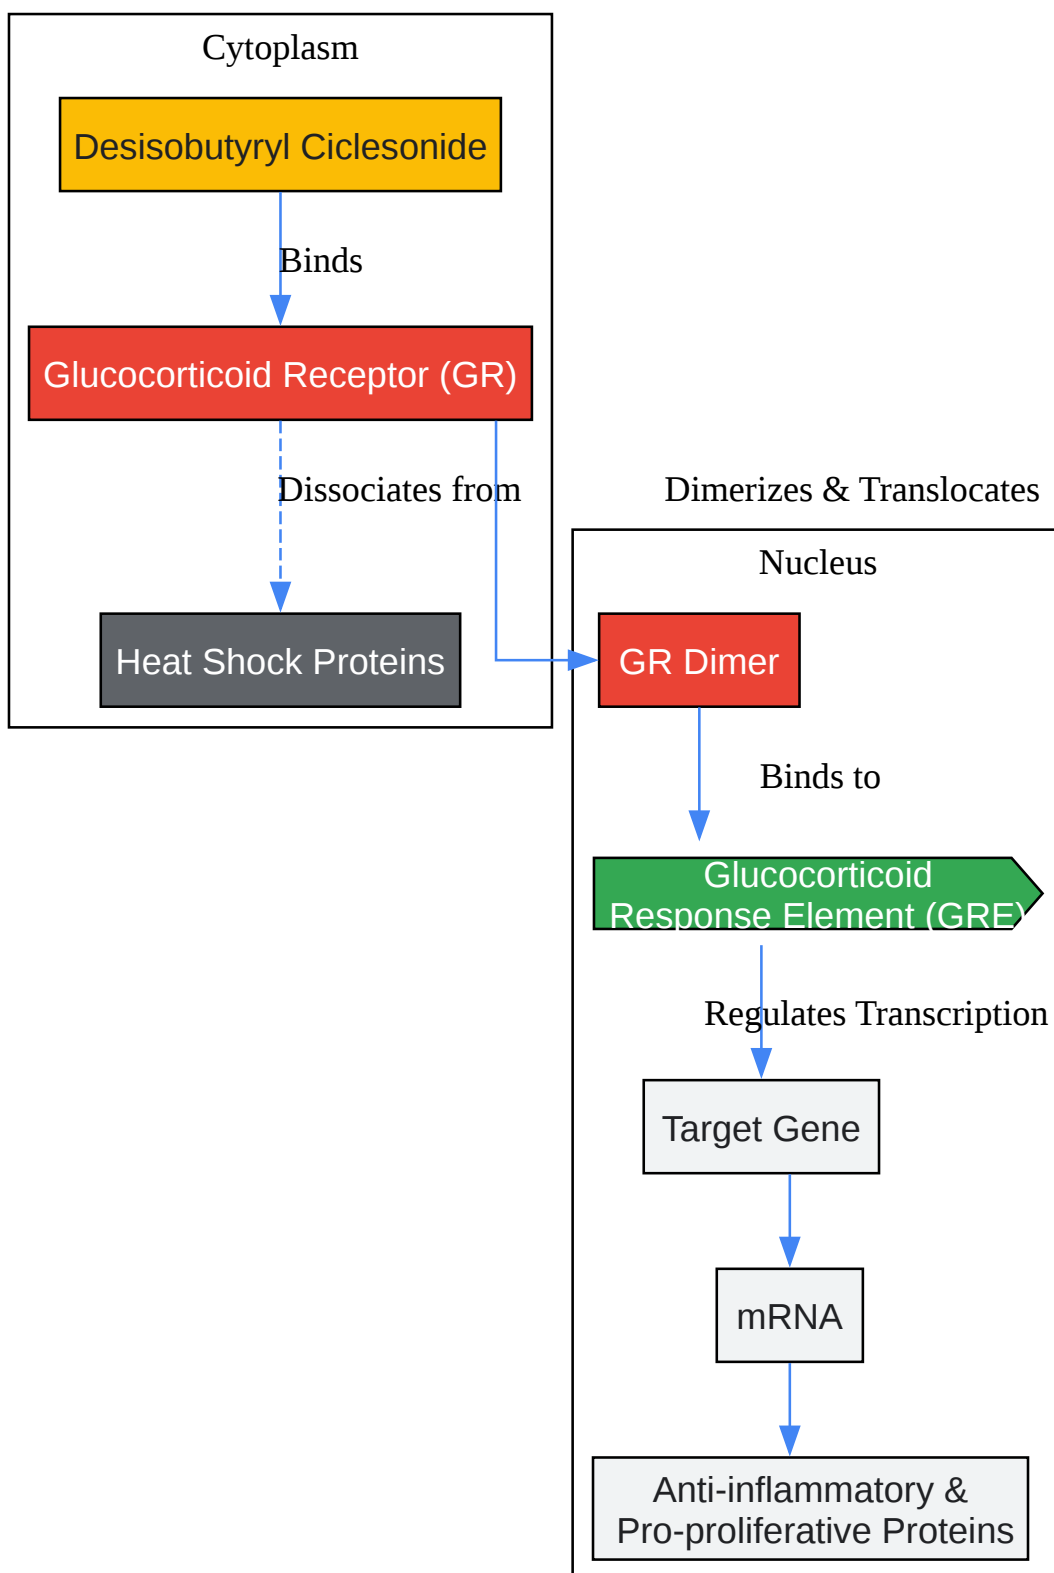 Cytoplasm
Desisobutyryl Ciclesonide
Binds
Glucocorticoid Receptor (GR)
Dissociates from
Heat Shock Proteins
Dimerizes & Translocates
Nucleus
GR Dimer
Binds to
Glucocorticoid
Response Element (GRE)
Regulates Transcription
Target Gene
mRNA
Anti-inflammatory &
Pro-proliferative Proteins